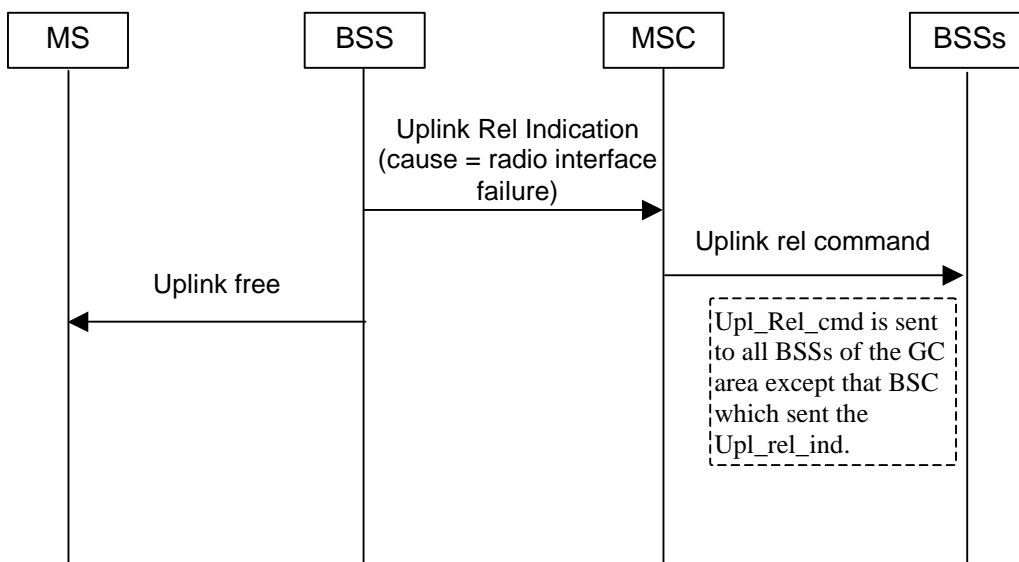 MS
BSS
MSC
BSSs
Uplink Rel Indication
(cause = radio interface
failure)
Uplink rel command
Uplink free
Upl_Rel_cmd is sent
to all BSSs of the GC
area except that BSC
which sent the
Upl_rel_ind.